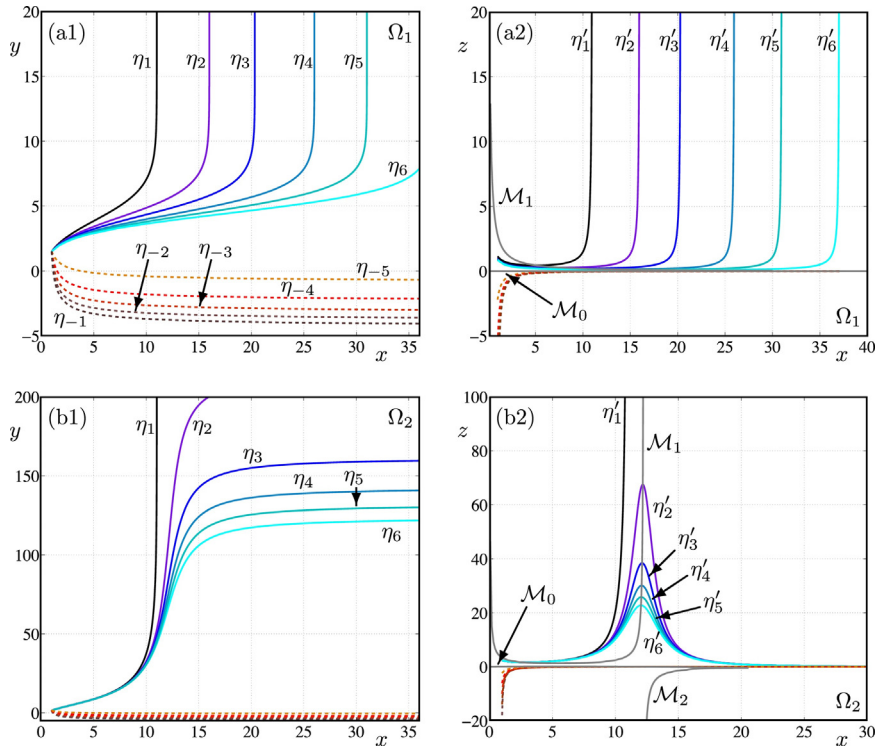 (a1)
Ω₁
y
20
15
10
5
0
−5
η₁
η₂
η₃
η₄
η₅
η₆
η₋₂
η₋₃
η₋₅
η₋₄
η₋₁
0
5
10
15
20
25
30
35
x
(a2)
z
20
15
10
5
0
−5
η′₁
η′₂
η′₃
η′₄
η′₅
η′₆
ℳ₁
ℳ₀
Ω₁
5
10
15
20
25
30
35
40
x
(b1)
Ω₂
y
200
150
100
50
0
η₁
η₂
η₃
η₄
η₅
η₆
0
5
10
15
20
25
30
35
x
(b2)
z
100
80
60
40
20
0
−20
η′₁
ℳ₁
η′₂
η′₃
η′₄
η′₅
η′₆
ℳ₀
ℳ₂
Ω₂
5
10
15
20
25
30
x